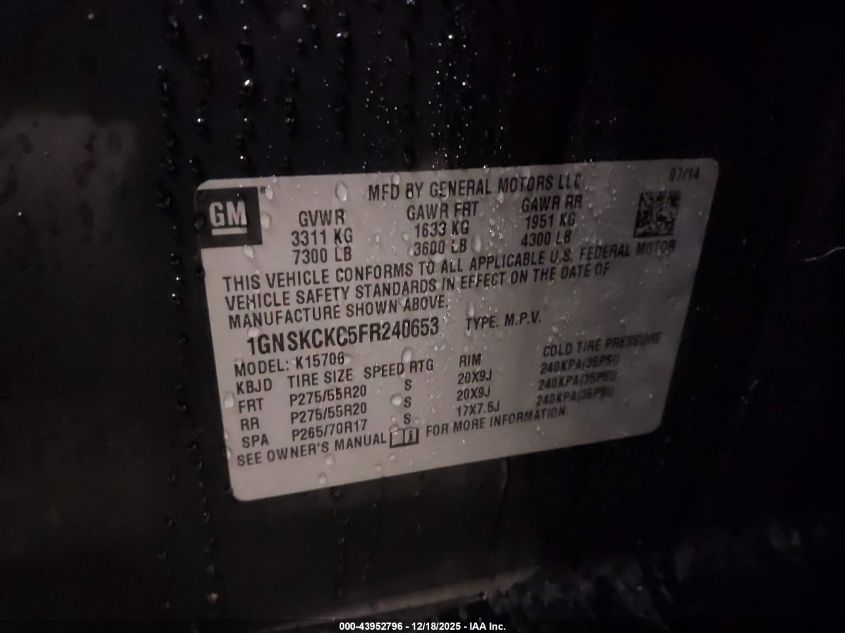 GM
MFD BY GENERAL MOTORS LLC 07/14
GVWR GAWR FRT GAWR RR
3311 KG 1633 KG 1951 KG
7300 LB 3600 LB 4300 LB
THIS VEHICLE CONFORMS TO ALL APPLICABLE U.S. FEDERAL MOTOR
VEHICLE SAFETY STANDARDS IN EFFECT ON THE DATE OF
MANUFACTURE SHOWN ABOVE.
1GNSKCKC5FR240653 TYPE: M.P.V.
MODEL: K15706
KBJD TIRE SIZE SPEED RTG RIM COLD TIRE PRESSURE
FRT P275/55R20 S 20X9J 240KPA(35PSI)
RR P275/55R20 S 20X9J 240KPA(35PSI)
SPA P265/70R17 S 17X7.5J 240KPA(35PSI)
SEE OWNER'S MANUAL FOR MORE INFORMATION
000-43952796 - 12/18/2025 - IAA Inc.